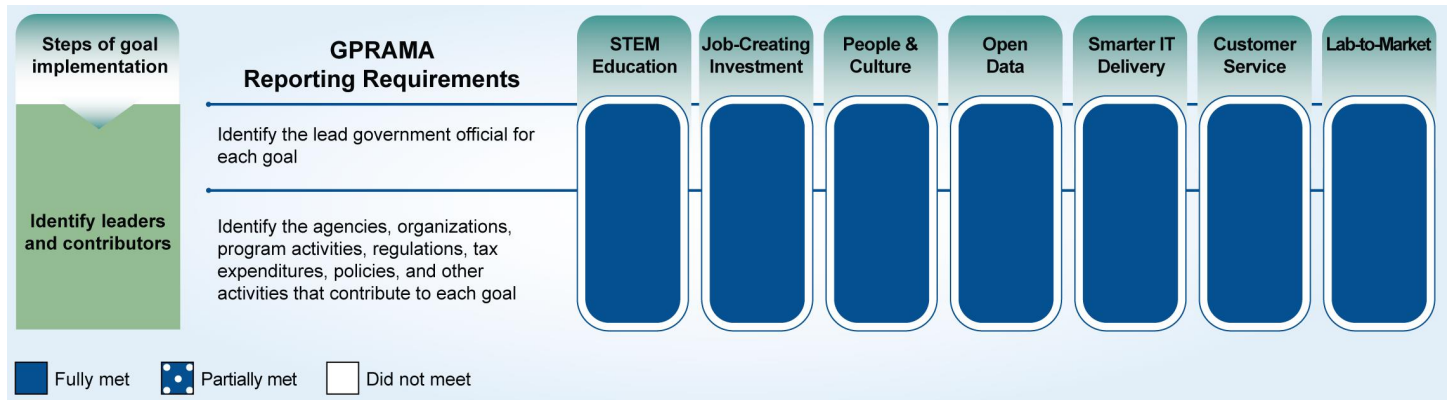 Steps of goal
implementation
GPRAMA
Reporting Requirements
STEM
Education
Job-Creating
Investment
People &
Culture
Open
Data
Smarter IT
Delivery
Customer
Service
Lab-to-Market
Identify leaders
and contributors
Identify the lead government official for
each goal
Identify the agencies, organizations,
program activities, regulations, tax
expenditures, policies, and other
activities that contribute to each goal
Fully met
Partially met
Did not meet